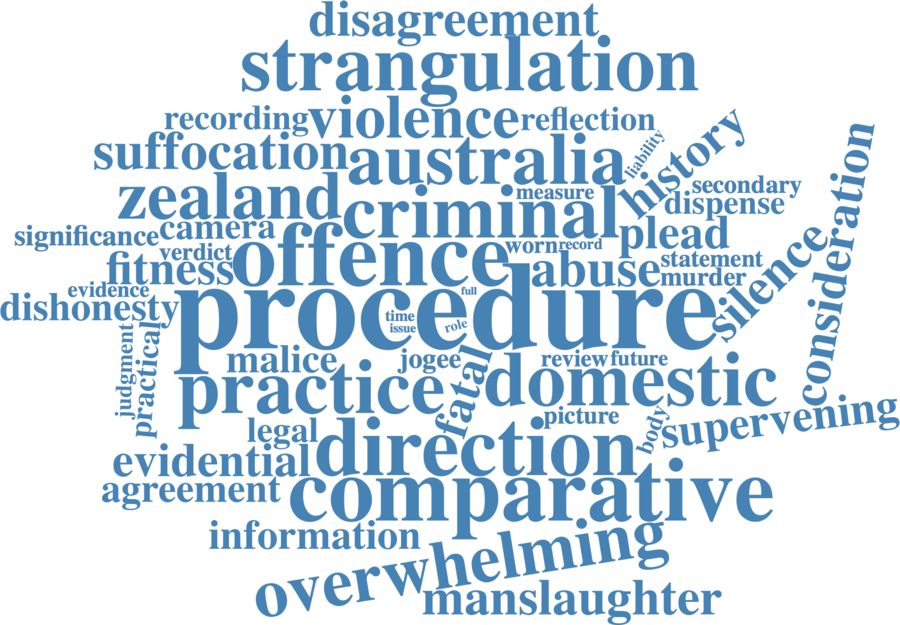 disagreement
strangulation
recording violence reflection
suffocation australia liability history
zealand criminal measure secondary
dispense
significance camera
offence worn record plead
verdict
fitness abuse statement
murder
silence consideration
evidence
dishonesty procedure full
time
issue role
judgment practical
malice jogee review future
practice fatal domestic
picture
legal direction body supervening
evidential
agreement comparative
information
overwhelming
manslaughter